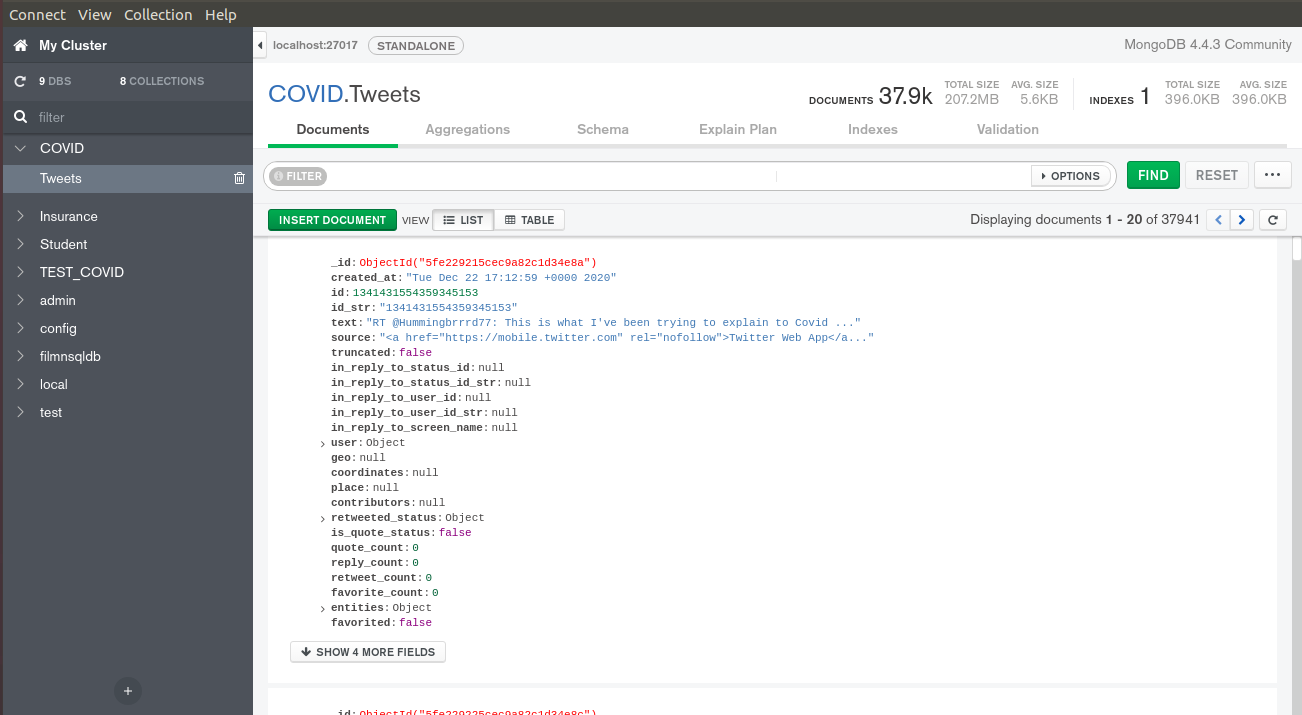 Connect View Collection Help
My Cluster
9 DBS 8 COLLECTIONS
filter
COVID
Tweets
Insurance
Student
TEST_COVID
admin
config
filmnsqldb
local
test
+
localhost:27017 STANDALONE MongoDB 4.4.3 Community
COVID.Tweets
DOCUMENTS 37.9k TOTAL SIZE 207.2MB AVG. SIZE 5.6KB INDEXES 1 TOTAL SIZE 396.0KB AVG. SIZE 396.0KB
Documents Aggregations Schema Explain Plan Indexes Validation
FILTER OPTIONS FIND RESET ...
INSERT DOCUMENT VIEW LIST TABLE Displaying documents 1 - 20 of 37941 < > C
_id: ObjectId("5fe229215cec9a82c1d34e8a")
created_at: "Tue Dec 22 17:12:59 +0000 2020"
id: 1341431554359345153
id_str: "1341431554359345153"
text: "RT @Hummingbrrrd77: This is what I've been trying to explain to Covid ..."
source: "<a href="https://mobile.twitter.com" rel="nofollow">Twitter Web App</a..."
truncated: false
in_reply_to_status_id: null
in_reply_to_status_id_str: null
in_reply_to_user_id: null
in_reply_to_user_id_str: null
in_reply_to_screen_name: null
user: Object
geo: null
coordinates: null
place: null
contributors: null
retweeted_status: Object
is_quote_status: false
quote_count: 0
reply_count: 0
retweet_count: 0
favorite_count: 0
entities: Object
favorited: false
SHOW 4 MORE FIELDS
_id: ObjectId("5fe229225cec9a82c1d34e8c")